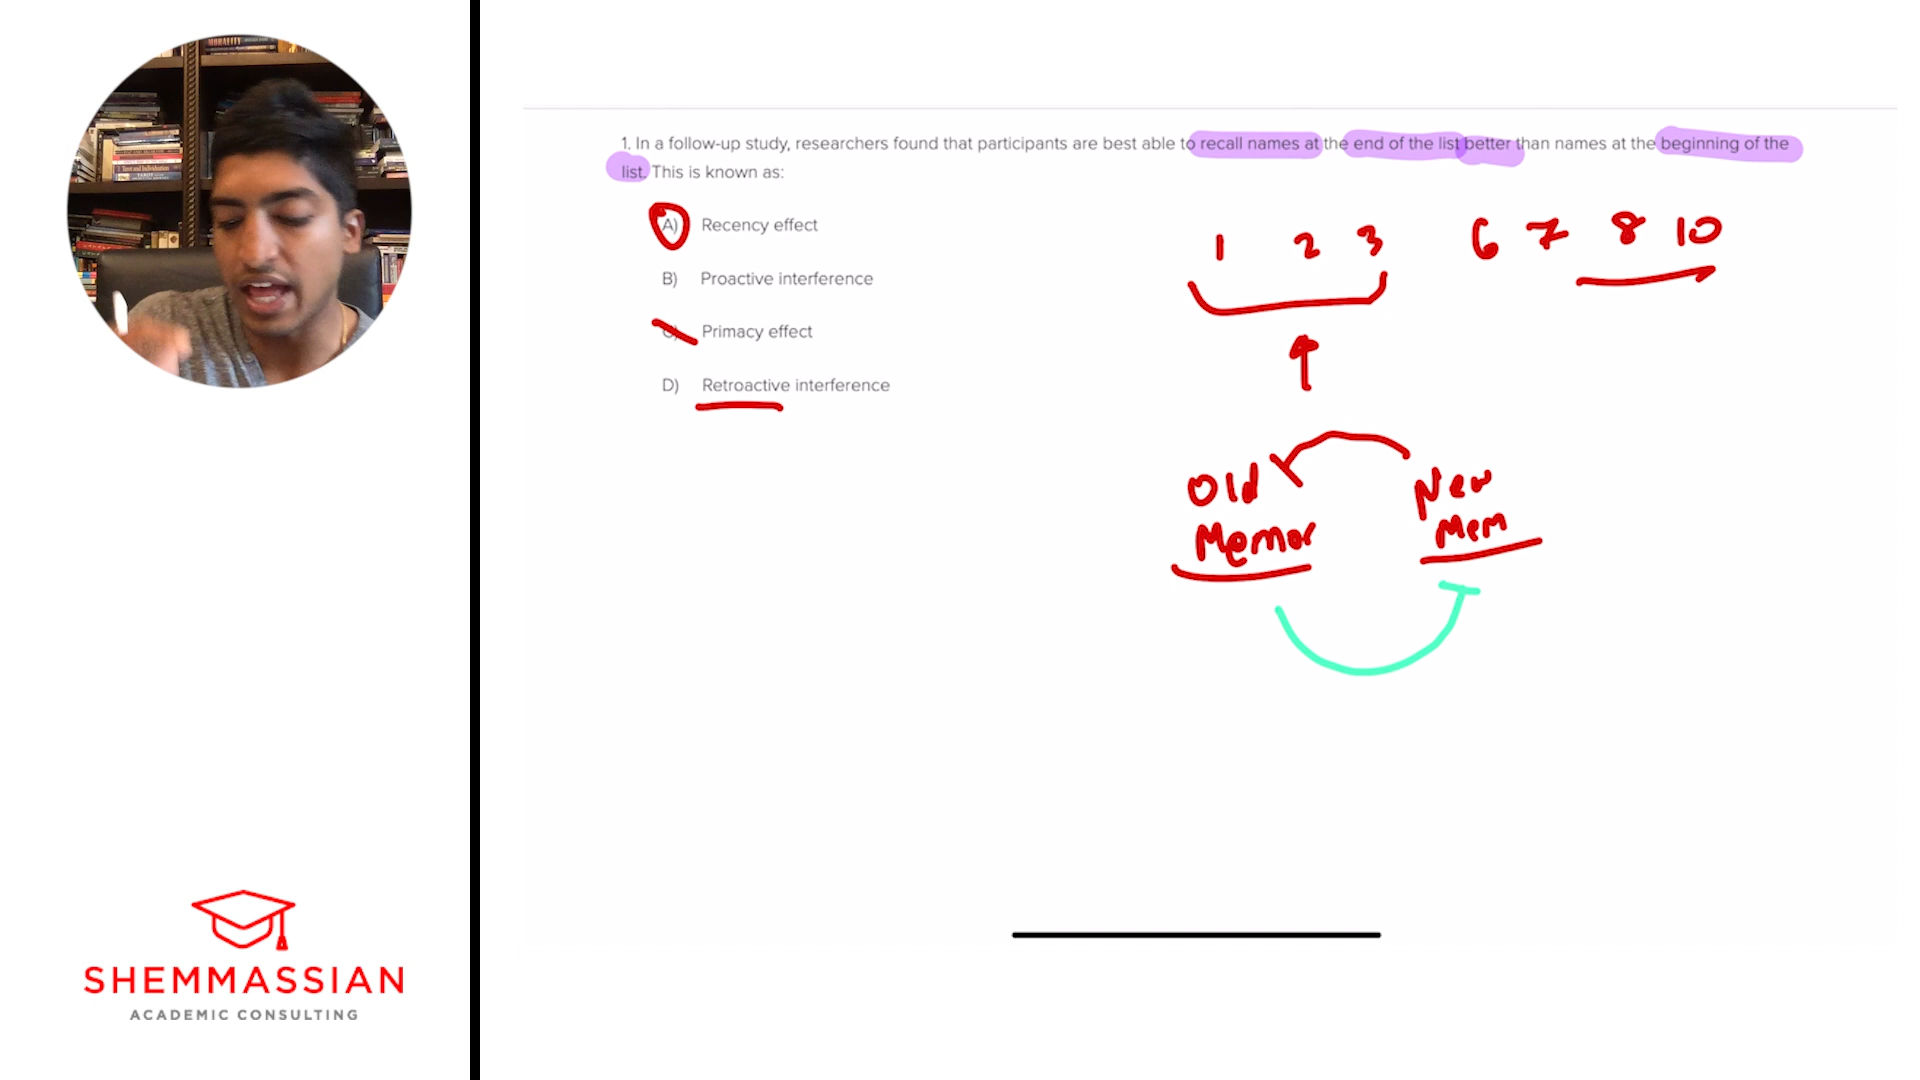 1. In a follow-up study, researchers found that participants are best able to recall names at the end of the list better than names at the beginning of the
list. This is known as:
A) Recency effect
B) Proactive interference
C) Primacy effect
D) Retroactive interference
1 2 3 6 7 8 10
Old New
Memor Mem
SHEMMASSIAN
ACADEMIC CONSULTING